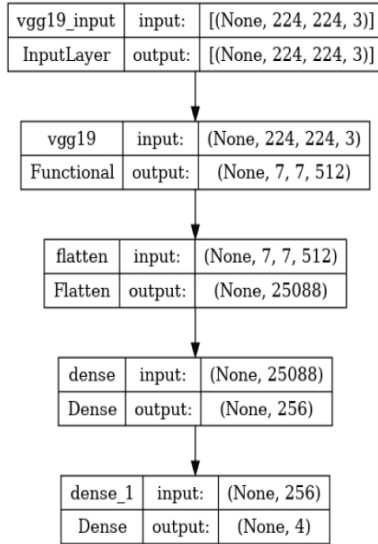 vgg19_input input: [(None, 224, 224, 3)]
InputLayer output: [(None, 224, 224, 3)]
vgg19 input: (None, 224, 224, 3)
Functional output: (None, 7, 7, 512)
flatten input: (None, 7, 7, 512)
Flatten output: (None, 25088)
dense input: (None, 25088)
Dense output: (None, 256)
dense_1 input: (None, 256)
Dense output: (None, 4)